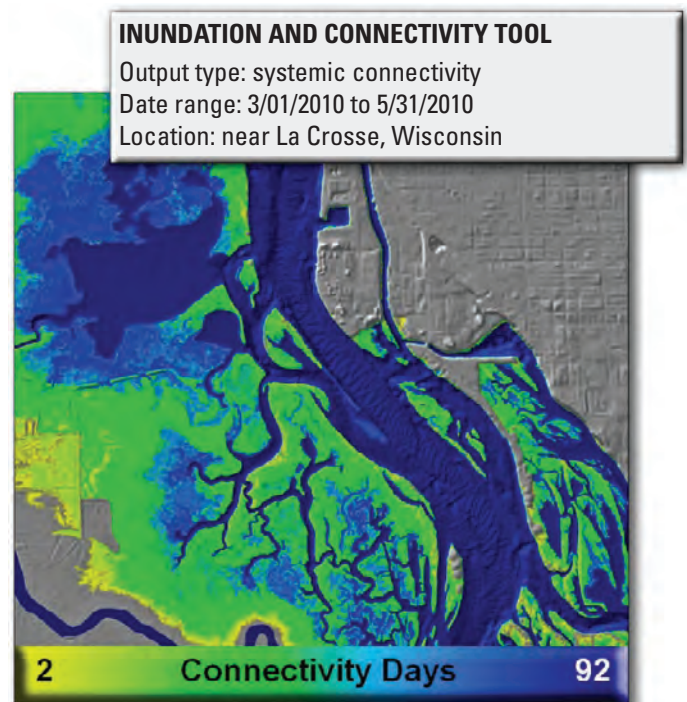 INUNDATION AND CONNECTIVITY TOOL
Output type: systemic connectivity
Date range: 3/01/2010 to 5/31/2010
Location: near La Crosse, Wisconsin
2 Connectivity Days 92